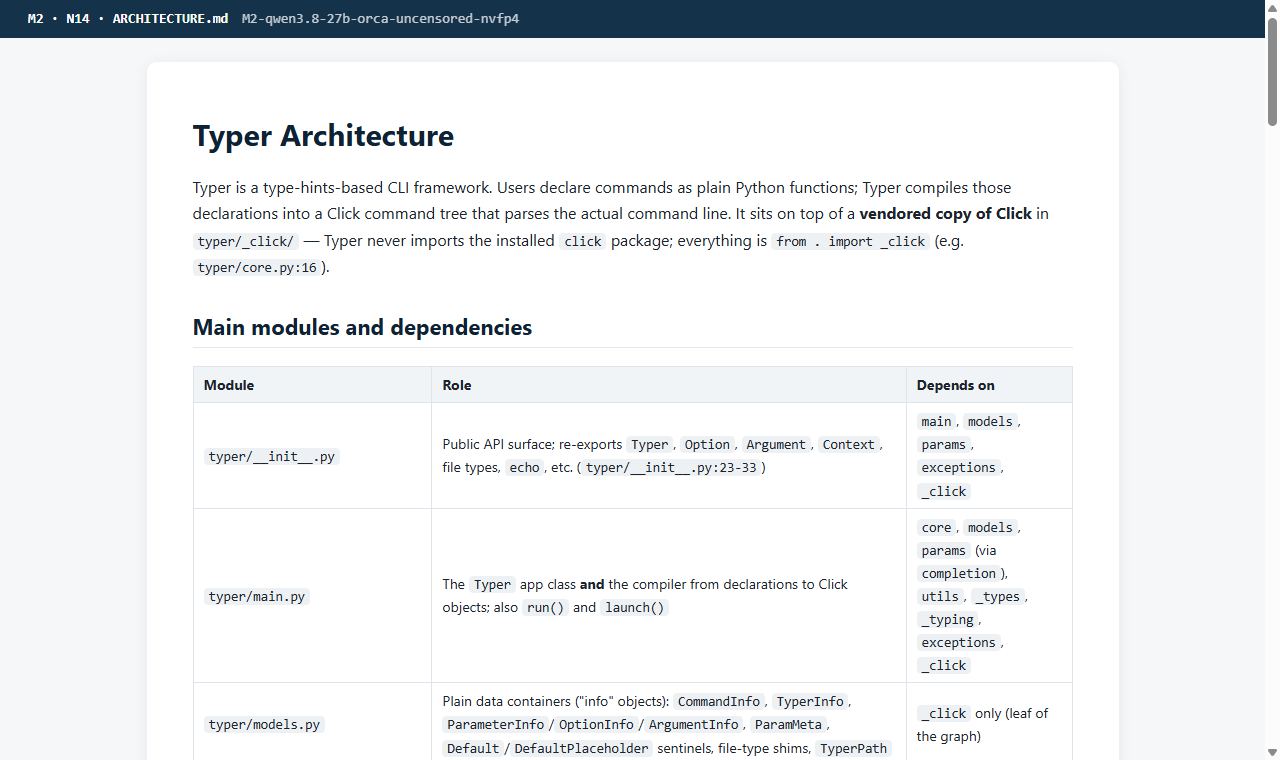 M2 • N14 • ARCHITECTURE.md M2-qwen3.8-27b-orca-uncensored-nvfp4
Typer Architecture
Typer is a type-hints-based CLI framework. Users declare commands as plain Python functions; Typer compiles those
declarations into a Click command tree that parses the actual command line. It sits on top of a vendored copy of Click in
typer/_click/ — Typer never imports the installed click package; everything is from . import _click (e.g.
typer/core.py:16 ).
Main modules and dependencies
Module Role Depends on
typer/__init__.py
Public API surface; re-exports Typer , Option , Argument , Context ,
file types, echo , etc. ( typer/__init__.py:23-33 )
main , models ,
params ,
exceptions ,
_click
typer/main.py
The Typer app class and the compiler from declarations to Click
objects; also run() and launch()
core , models ,
params (via
completion ),
utils , _types ,
_typing ,
exceptions ,
_click
typer/models.py
Plain data containers ("info" objects): CommandInfo , TyperInfo ,
ParameterInfo / OptionInfo / ArgumentInfo , ParamMeta ,
Default / DefaultPlaceholder sentinels, file-type shims, TyperPath
_click only (leaf of
the graph)